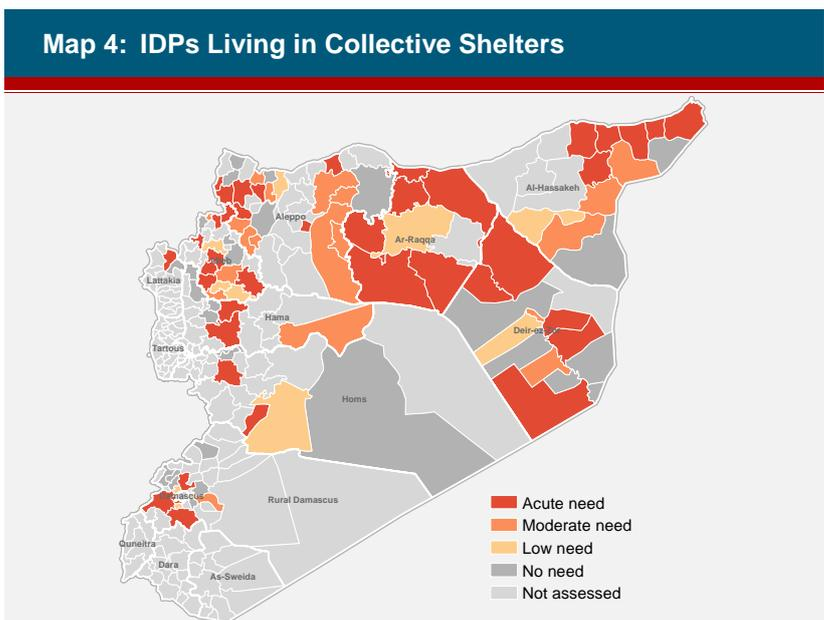 Map 4: IDPs Living in Collective Shelters
Al-Hassakeh
Aleppo
Ar-Raqqa
Idleb
Lattakia
Hama
Deir-ez-Zor
Tartous
Homs
Damascus
Rural Damascus
Quneitra
Dara
As-Sweida
Acute need
Moderate need
Low need
No need
Not assessed